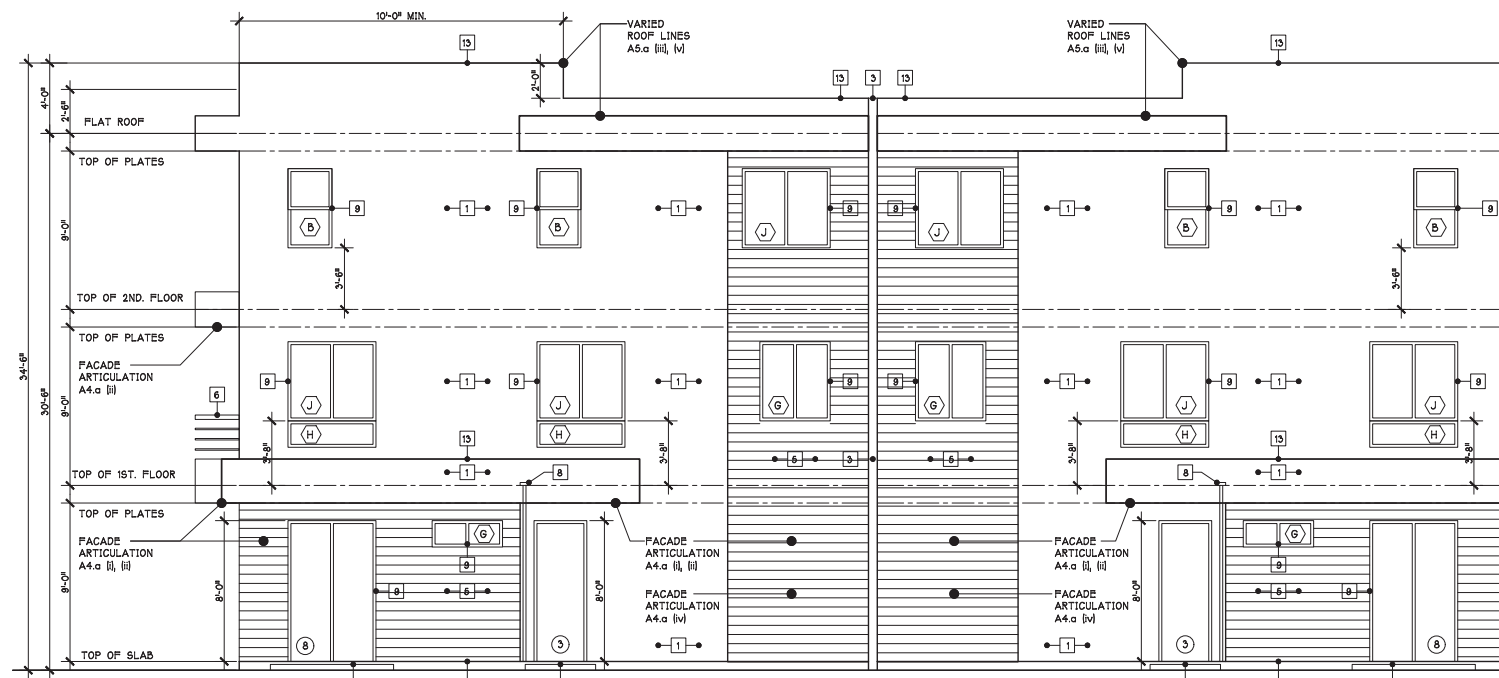 10'-0" MIN.
VARIED
ROOF LINES
A5.a (iii), (v)
VARIED
ROOF LINES
A5.a (iii), (v)
13
13
13 3 13
4'-0"
2'-6"
2'-0"
FLAT ROOF
TOP OF PLATES
9 9 1 1 9 9 1 9 1 9
B B J J B B
9'-0"
3'-6"
3'-6"
TOP OF 2ND. FLOOR
TOP OF PLATES
FACADE
ARTICULATION
A4.a (ii)
34'-6"
30'-6"
9'-0"
9 1 9 1 9 9 1 9 1 9
J J G G J J
6
H H H H
13
13
3'-8"
3'-8"
3'-8"
3'-8"
5 3 5
TOP OF 1ST. FLOOR
1 8 8 1
TOP OF PLATES
FACADE
ARTICULATION
A4.a (i), (ii)
FACADE
ARTICULATION
A4.a (i), (ii)
FACADE
ARTICULATION
A4.a (i), (ii)
G G
9 9
9'-0"
8'-0"
8'-0"
8'-0"
9 5 5 9
FACADE
ARTICULATION
A4.a (iv)
FACADE
ARTICULATION
A4.a (iv)
8 3 1 1 3 8
TOP OF SLAB